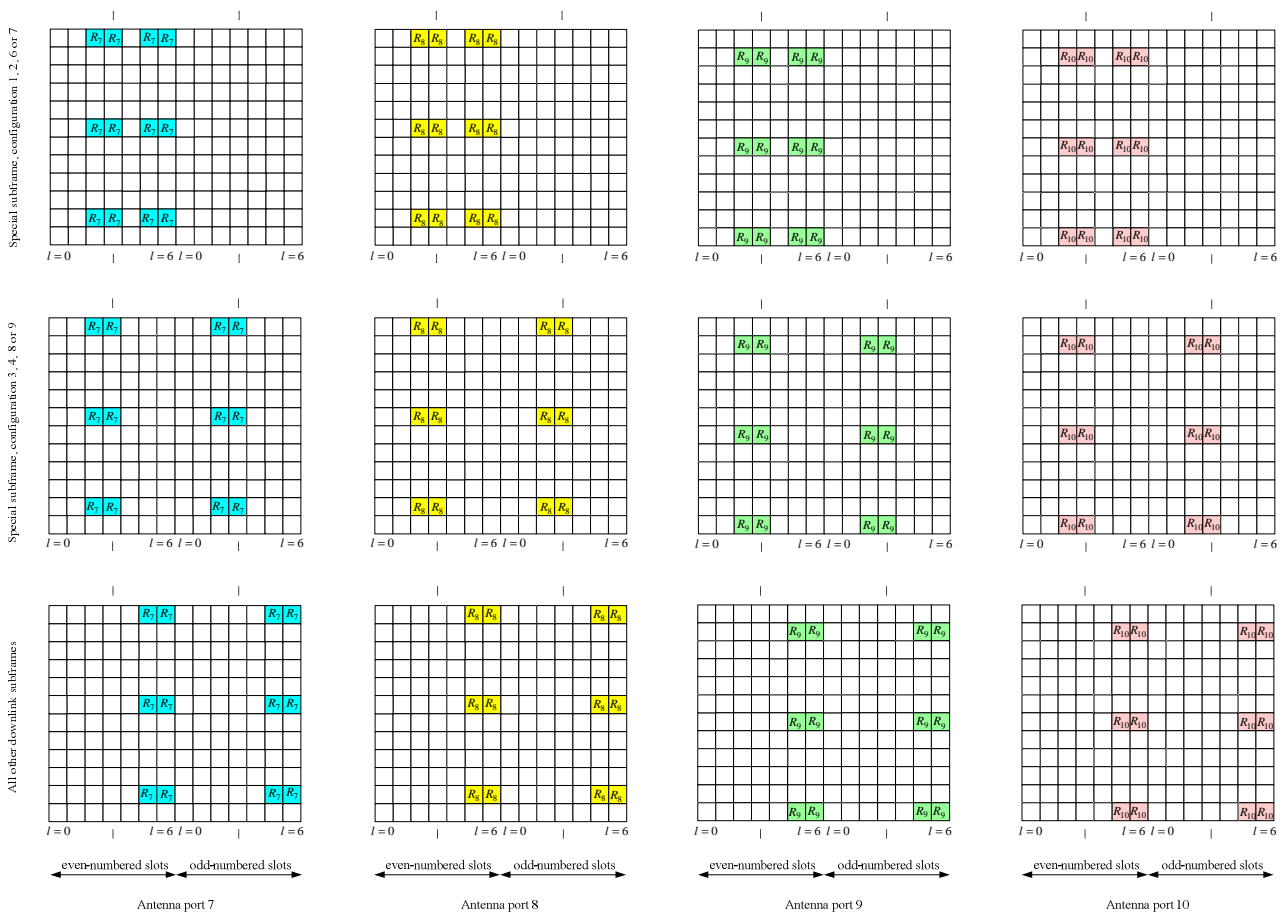 Special subframe, configuration 1, 2, 6 or 7
R7 R7 R7 R7 R8 R8 R8 R8
R9 R9 R9 R9 R10 R10 R10 R10
R7 R7 R7 R7 R8 R8 R8 R8
R9 R9 R9 R9 R10 R10 R10 R10
R7 R7 R7 R7 R8 R8 R8 R8
R9 R9 R9 R9 R10 R10 R10 R10
l = 0 l = 6 l = 0 l = 6 l = 0 l = 6 l = 0 l = 6 l = 0 l = 6 l = 0 l = 6 l = 0 l = 6 l = 0 l = 6
Special subframe, configuration 3, 4, 8 or 9
R7 R7 R7 R7 R8 R8 R8 R8
R9 R9 R9 R9 R10 R10 R10 R10
R7 R7 R7 R7 R8 R8 R8 R8
R9 R9 R9 R9 R10 R10 R10 R10
R7 R7 R7 R7 R8 R8 R8 R8
R9 R9 R9 R9 R10 R10 R10 R10
l = 0 l = 6 l = 0 l = 6 l = 0 l = 6 l = 0 l = 6 l = 0 l = 6 l = 0 l = 6 l = 0 l = 6 l = 0 l = 6
All other downlink subframes
R7 R7 R7 R7 R8 R8 R8 R8
R9 R9 R9 R9 R10 R10 R10 R10
R7 R7 R7 R7 R8 R8 R8 R8
R9 R9 R9 R9 R10 R10 R10 R10
R7 R7 R7 R7 R8 R8 R8 R8
R9 R9 R9 R9 R10 R10 R10 R10
l = 0 l = 6 l = 0 l = 6 l = 0 l = 6 l = 0 l = 6 l = 0 l = 6 l = 0 l = 6 l = 0 l = 6 l = 0 l = 6
even-numbered slots odd-numbered slots even-numbered slots odd-numbered slots even-numbered slots odd-numbered slots even-numbered slots odd-numbered slots
Antenna port 7 Antenna port 8 Antenna port 9 Antenna port 10